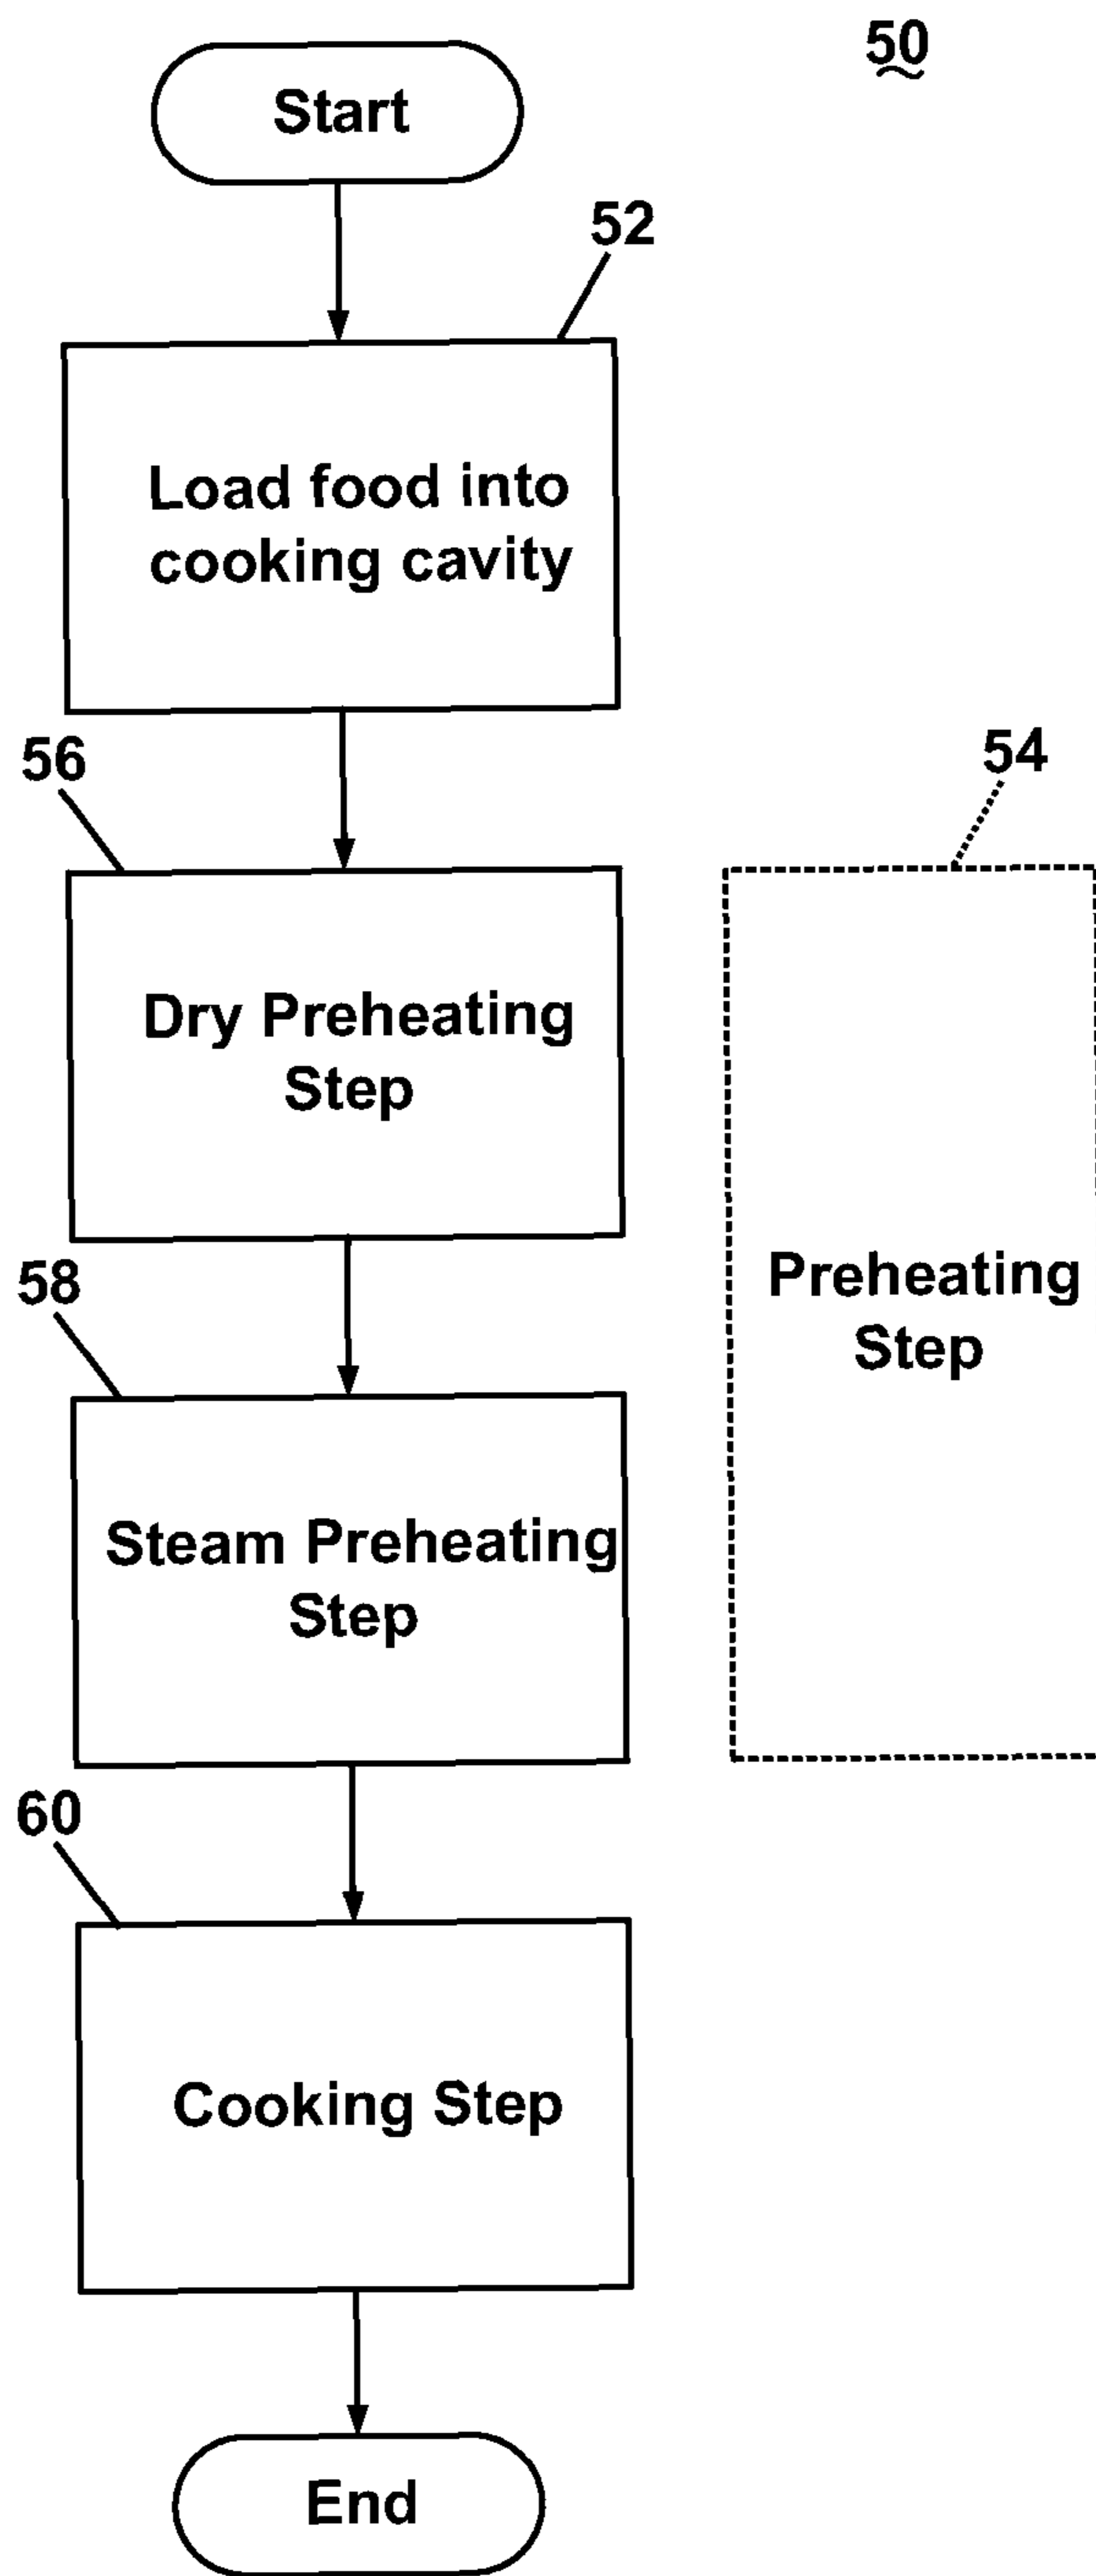 50
Start
52
Load food into
cooking cavity
56
54
Dry Preheating
Step
58
Preheating
Step
Steam Preheating
Step
60
Cooking Step
End